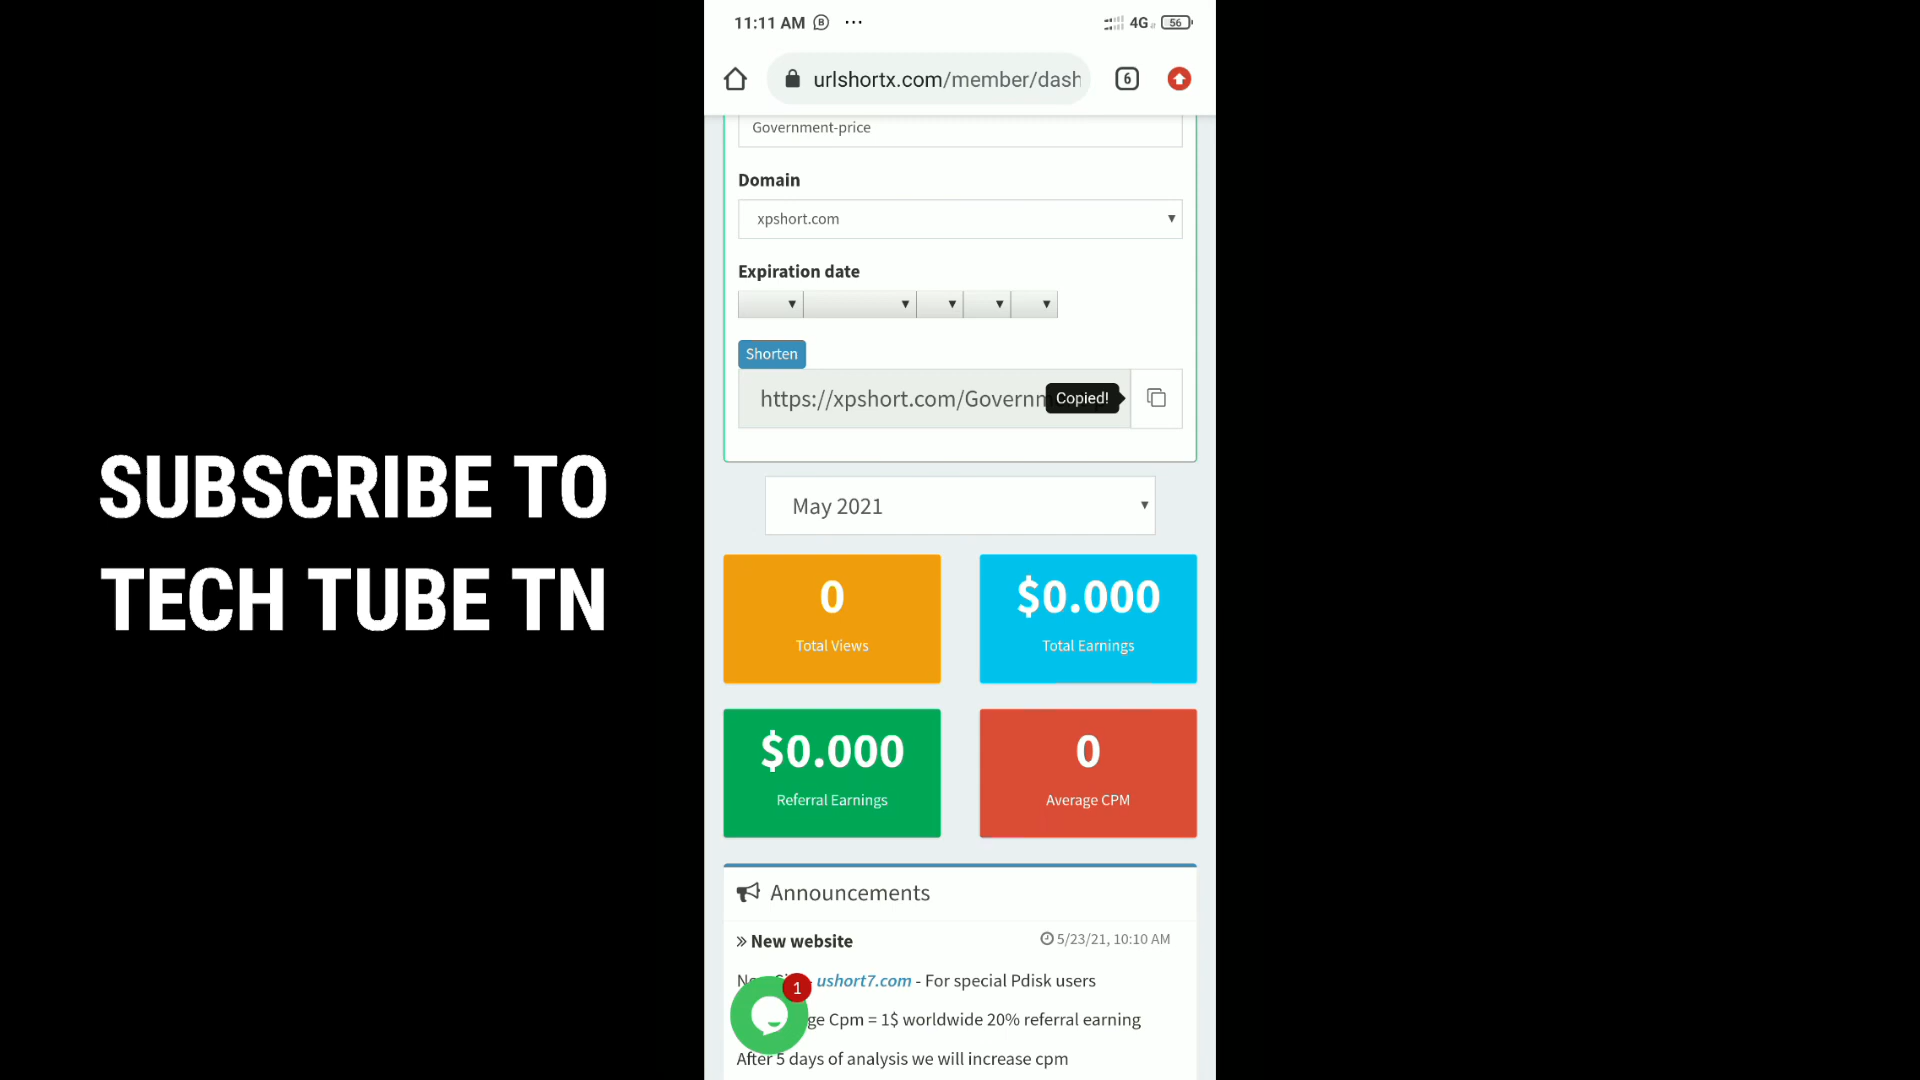 11:11 AM ... 4G 56
urlshortx.com/member/dash 6
Government-price
Domain
xpshort.com
Expiration date
Shorten
https://xpshort.com/Govern Copied!
SUBSCRIBE TO
TECH TUBE TN
May 2021
0
Total Views
$0.000
Total Earnings
$0.000
Referral Earnings
0
Average CPM
Announcements
» New website 5/23/21, 10:10 AM
ushort7.com - For special Pdisk users
1
Cpm = 1$ worldwide 20% referral earning
After 5 days of analysis we will increase cpm